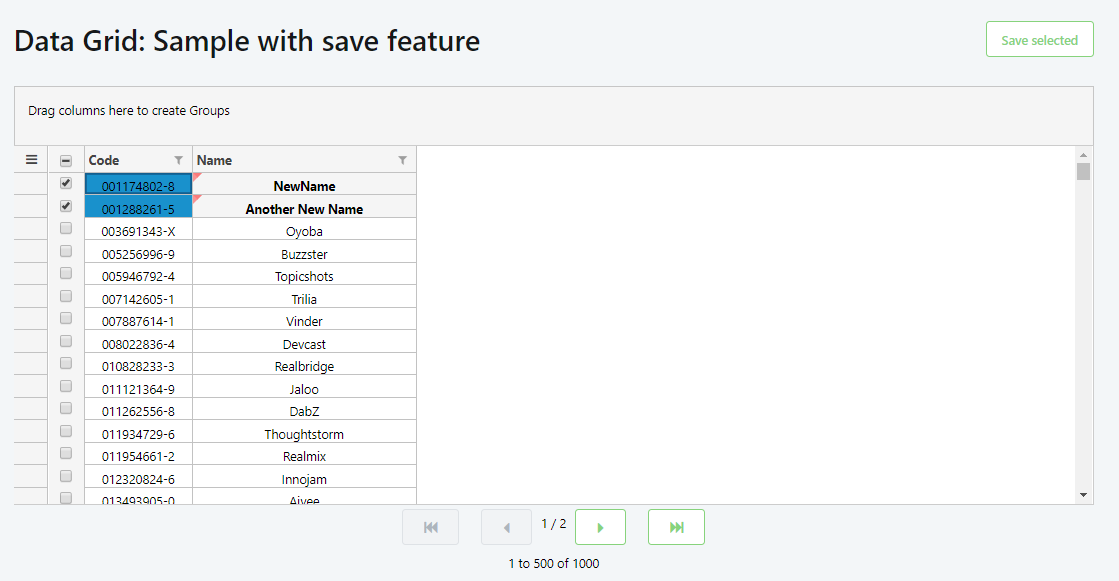 Data Grid: Sample with save feature
Save selected
Drag columns here to create Groups
Code Name
001174802-8 NewName
001288261-5 Another New Name
003691343-X Oyoba
005256996-9 Buzzster
005946792-4 Topicshots
007142605-1 Trilia
007887614-1 Vinder
008022836-4 Devcast
010828233-3 Realbridge
011121364-9 Jaloo
011262556-8 DabZ
011934729-6 Thoughtstorm
011954661-2 Realmix
012320824-6 Innojam
013493905-0 Aivee
1 / 2
1 to 500 of 1000